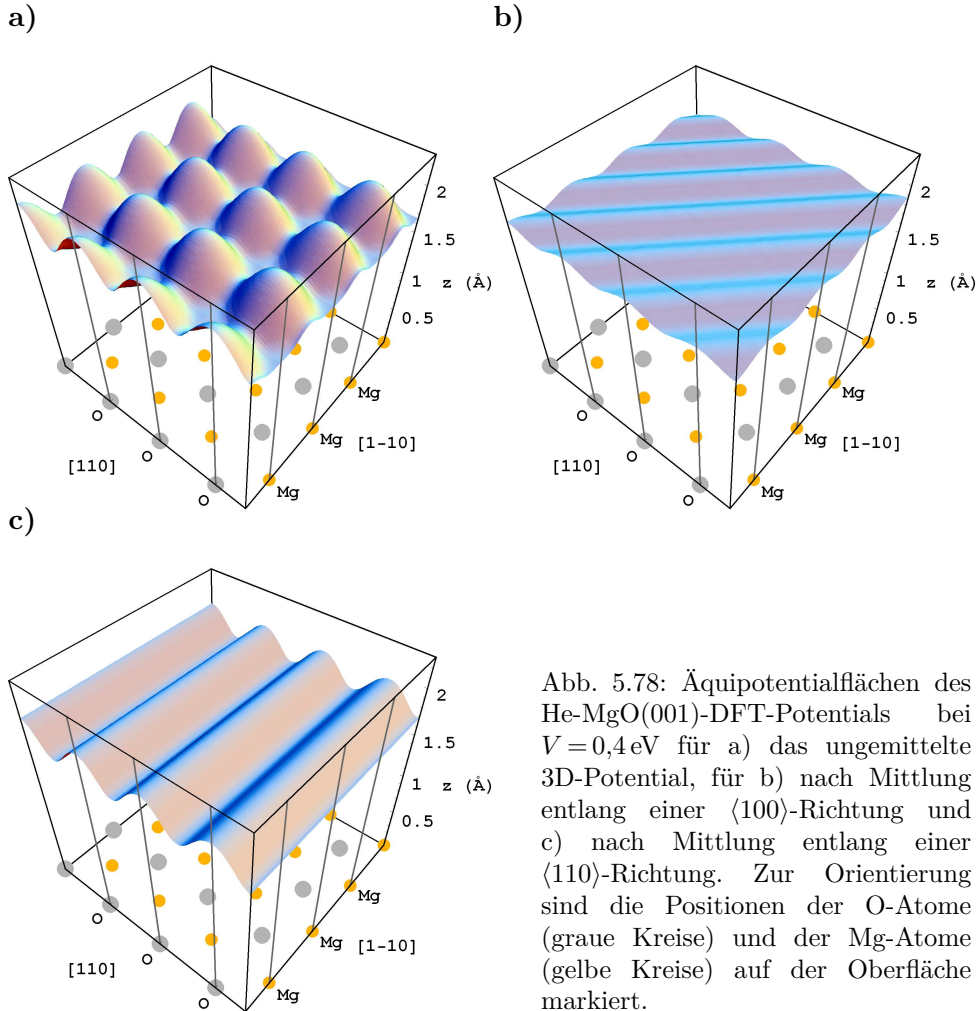 a)
2
1.5
1
z (Å)
0.5
Mg
Mg
[1-10]
Mg
O
O
O
[110]
b)
2
1.5
1
z (Å)
0.5
Mg
Mg
[1-10]
Mg
O
O
O
[110]
c)
2
1.5
1
z (Å)
0.5
Mg
Mg
[1-10]
Mg
O
O
O
[110]
Abb. 5.78: Äquipotentialflächen des
He-MgO(001)-DFT-Potentials bei
V = 0,4 eV für a) das ungemittelte
3D-Potential, für b) nach Mittlung
entlang einer ⟨100⟩-Richtung und
c) nach Mittlung entlang einer
⟨110⟩-Richtung. Zur Orientierung
sind die Positionen der O-Atome
(graue Kreise) und der Mg-Atome
(gelbe Kreise) auf der Oberfläche
markiert.